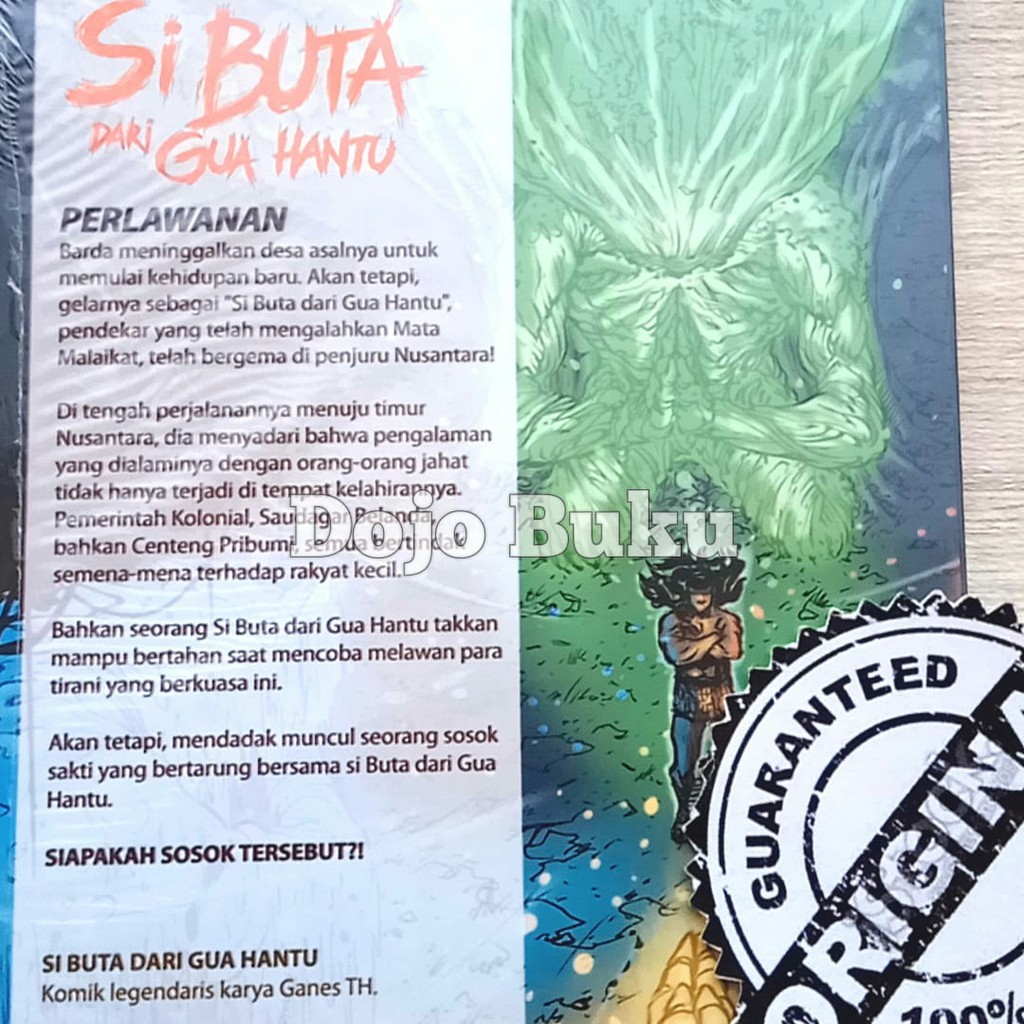 Si BUTA
DARi GUA HANTU
PERLAWANAN
Barda meninggalkan desa asalnya untuk
memulai kehidupan baru. Akan tetapi,
gelarnya sebagai "Si Buta dari Gua Hantu",
pendekar yang telah mengalahkan Mata
Malaikat, telah bergema di penjuru Nusantara!
Di tengah perjalanannya menuju timur
Nusantara, dia menyadari bahwa pengalaman
yang dialaminya dengan orang-orang jahat
tidak hanya terjadi di tempat kelahirannya.
Pemerintah Kolonial, Saudagar Belanda,
bahkan Centeng Pribumi, semua bertindak
semena-mena terhadap rakyat kecil.
Bahkan seorang Si Buta dari Gua Hantu takkan
mampu bertahan saat mencoba melawan para
tirani yang berkuasa ini.
Akan tetapi, mendadak muncul seorang sosok
sakti yang bertarung bersama si Buta dari Gua
Hantu.
SIAPAKAH SOSOK TERSEBUT?!
SI BUTA DARI GUA HANTU
Komik legendaris karya Ganes TH.
Dojo Buku
GUARANTEED
ORIGINA
100%